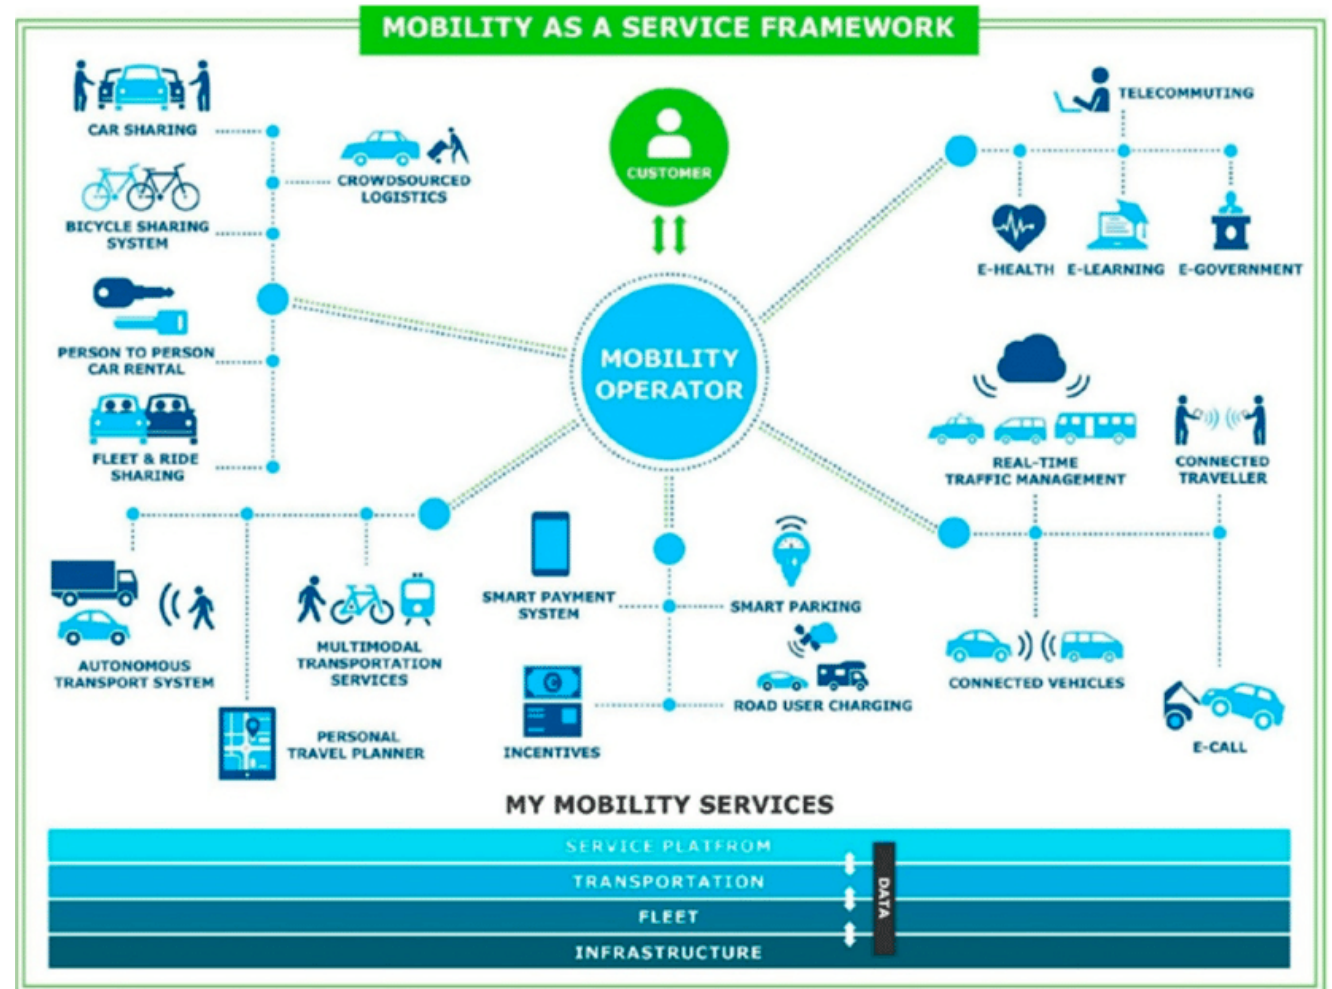 MOBILITY AS A SERVICE FRAMEWORK
CAR SHARING
CROWDSOURCED
LOGISTICS
BICYCLE SHARING
SYSTEM
PERSON TO PERSON
CAR RENTAL
FLEET & RIDE
SHARING
CUSTOMER
MOBILITY
OPERATOR
TELECOMMUTING
E-HEALTH
E-LEARNING
E-GOVERNMENT
REAL-TIME
TRAFFIC MANAGEMENT
CONNECTED
TRAVELLER
CONNECTED VEHICLES
E-CALL
AUTONOMOUS
TRANSPORT SYSTEM
MULTIMODAL
TRANSPORTATION
SERVICES
PERSONAL
TRAVEL PLANNER
SMART PAYMENT
SYSTEM
SMART PARKING
INCENTIVES
ROAD USER CHARGING
MY MOBILITY SERVICES
SERVICE PLATFROM
TRANSPORTATION
FLEET
INFRASTRUCTURE
DATA